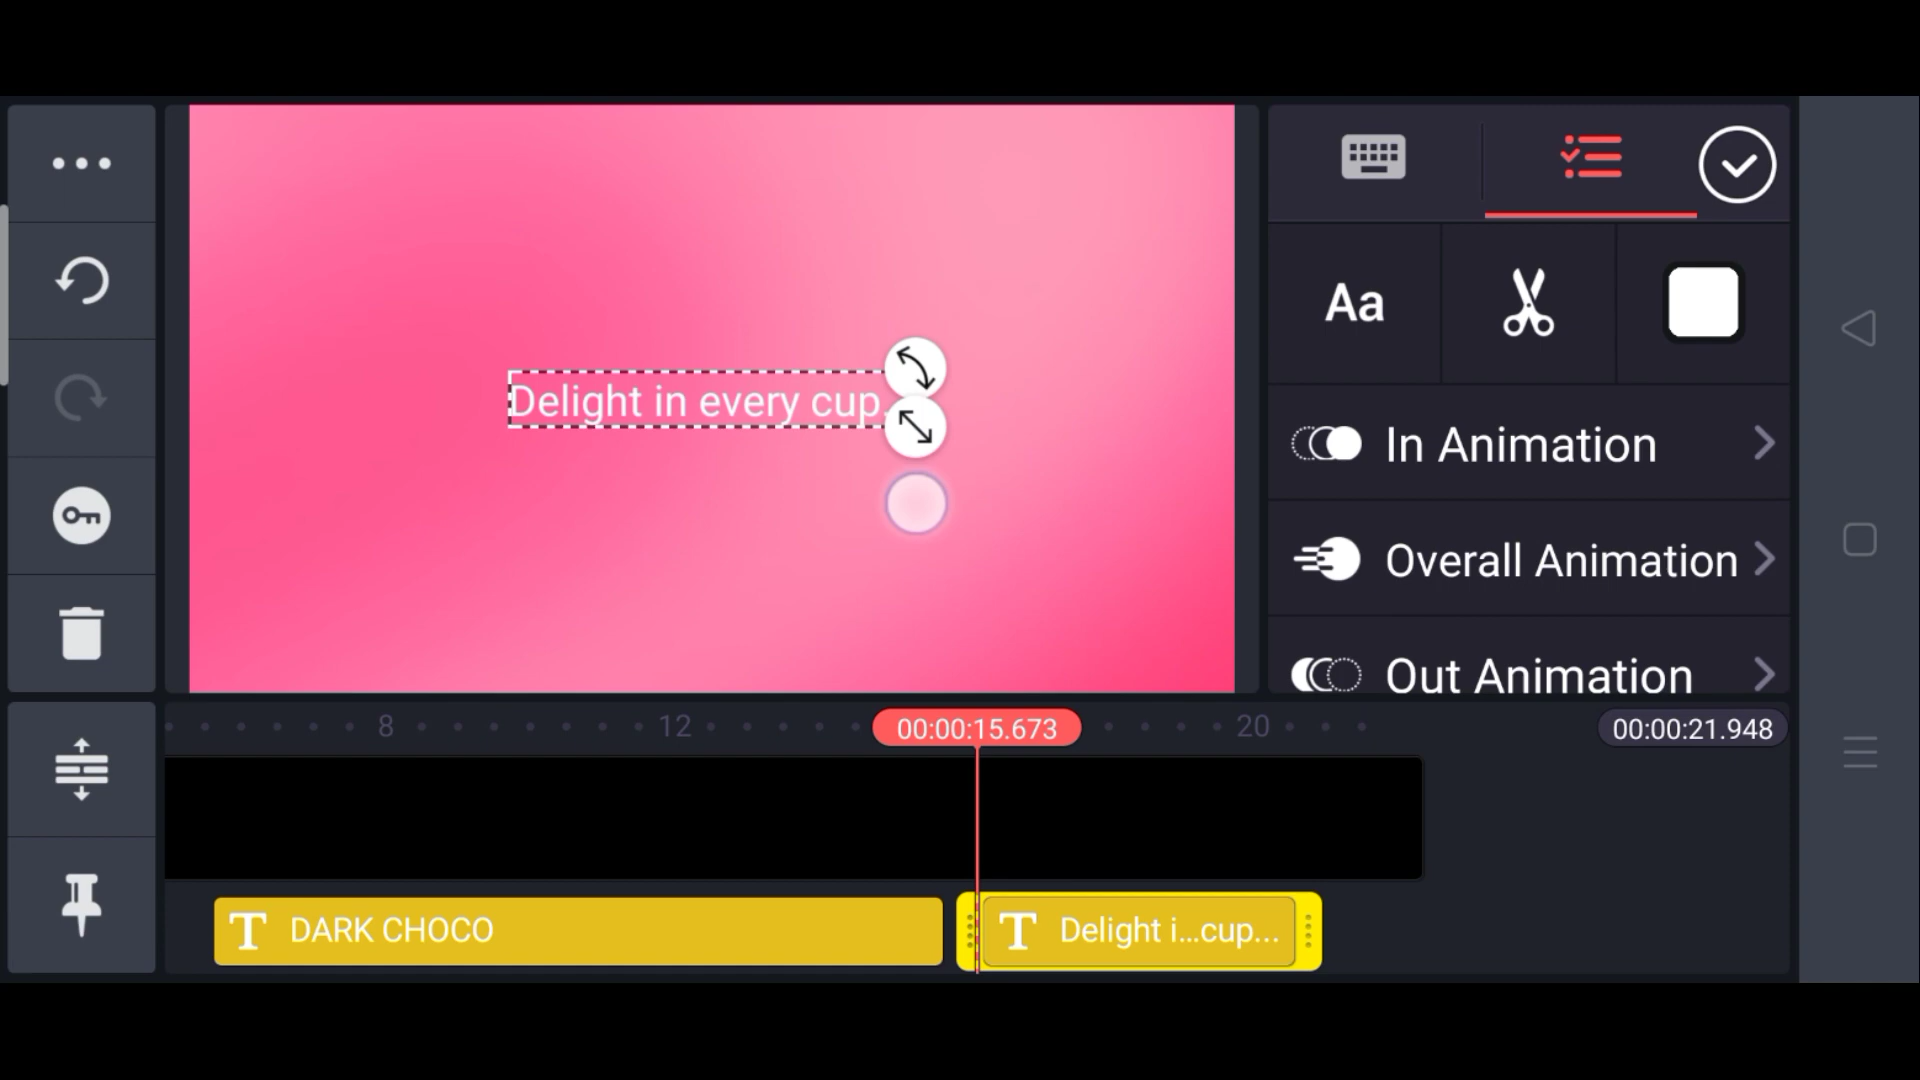 Delight in every cup.
Aa
In Animation
Overall Animation
Out Animation
8
12
00:00:15.673
20
00:00:21.948
T DARK CHOCO
T Delight i...cup...